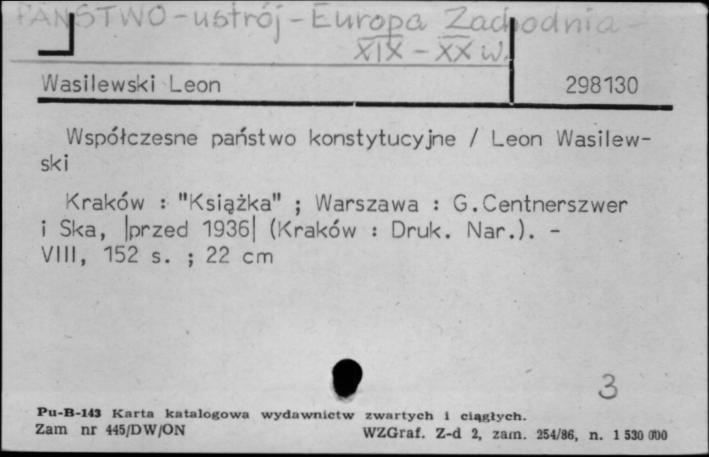 PAŃSTWO - ustrój - Europa Zachodnia -
XIX - XX w.
Wasilewski Leon
298130
Współczesne państwo konstytucyjne / Leon Wasilew-
ski
Kraków : "Książka" ; Warszawa : G.Centnerszwer
i Ska, |przed 1936| (Kraków : Druk. Nar.). -
VIII, 152 s. ; 22 cm
3
Pu-B-143 Karta katalogowa wydawnictw zwartych i ciągłych.
Zam nr 445/DW/ON WZGraf. Z-d 2, zam. 254/86, n. 1 530 000